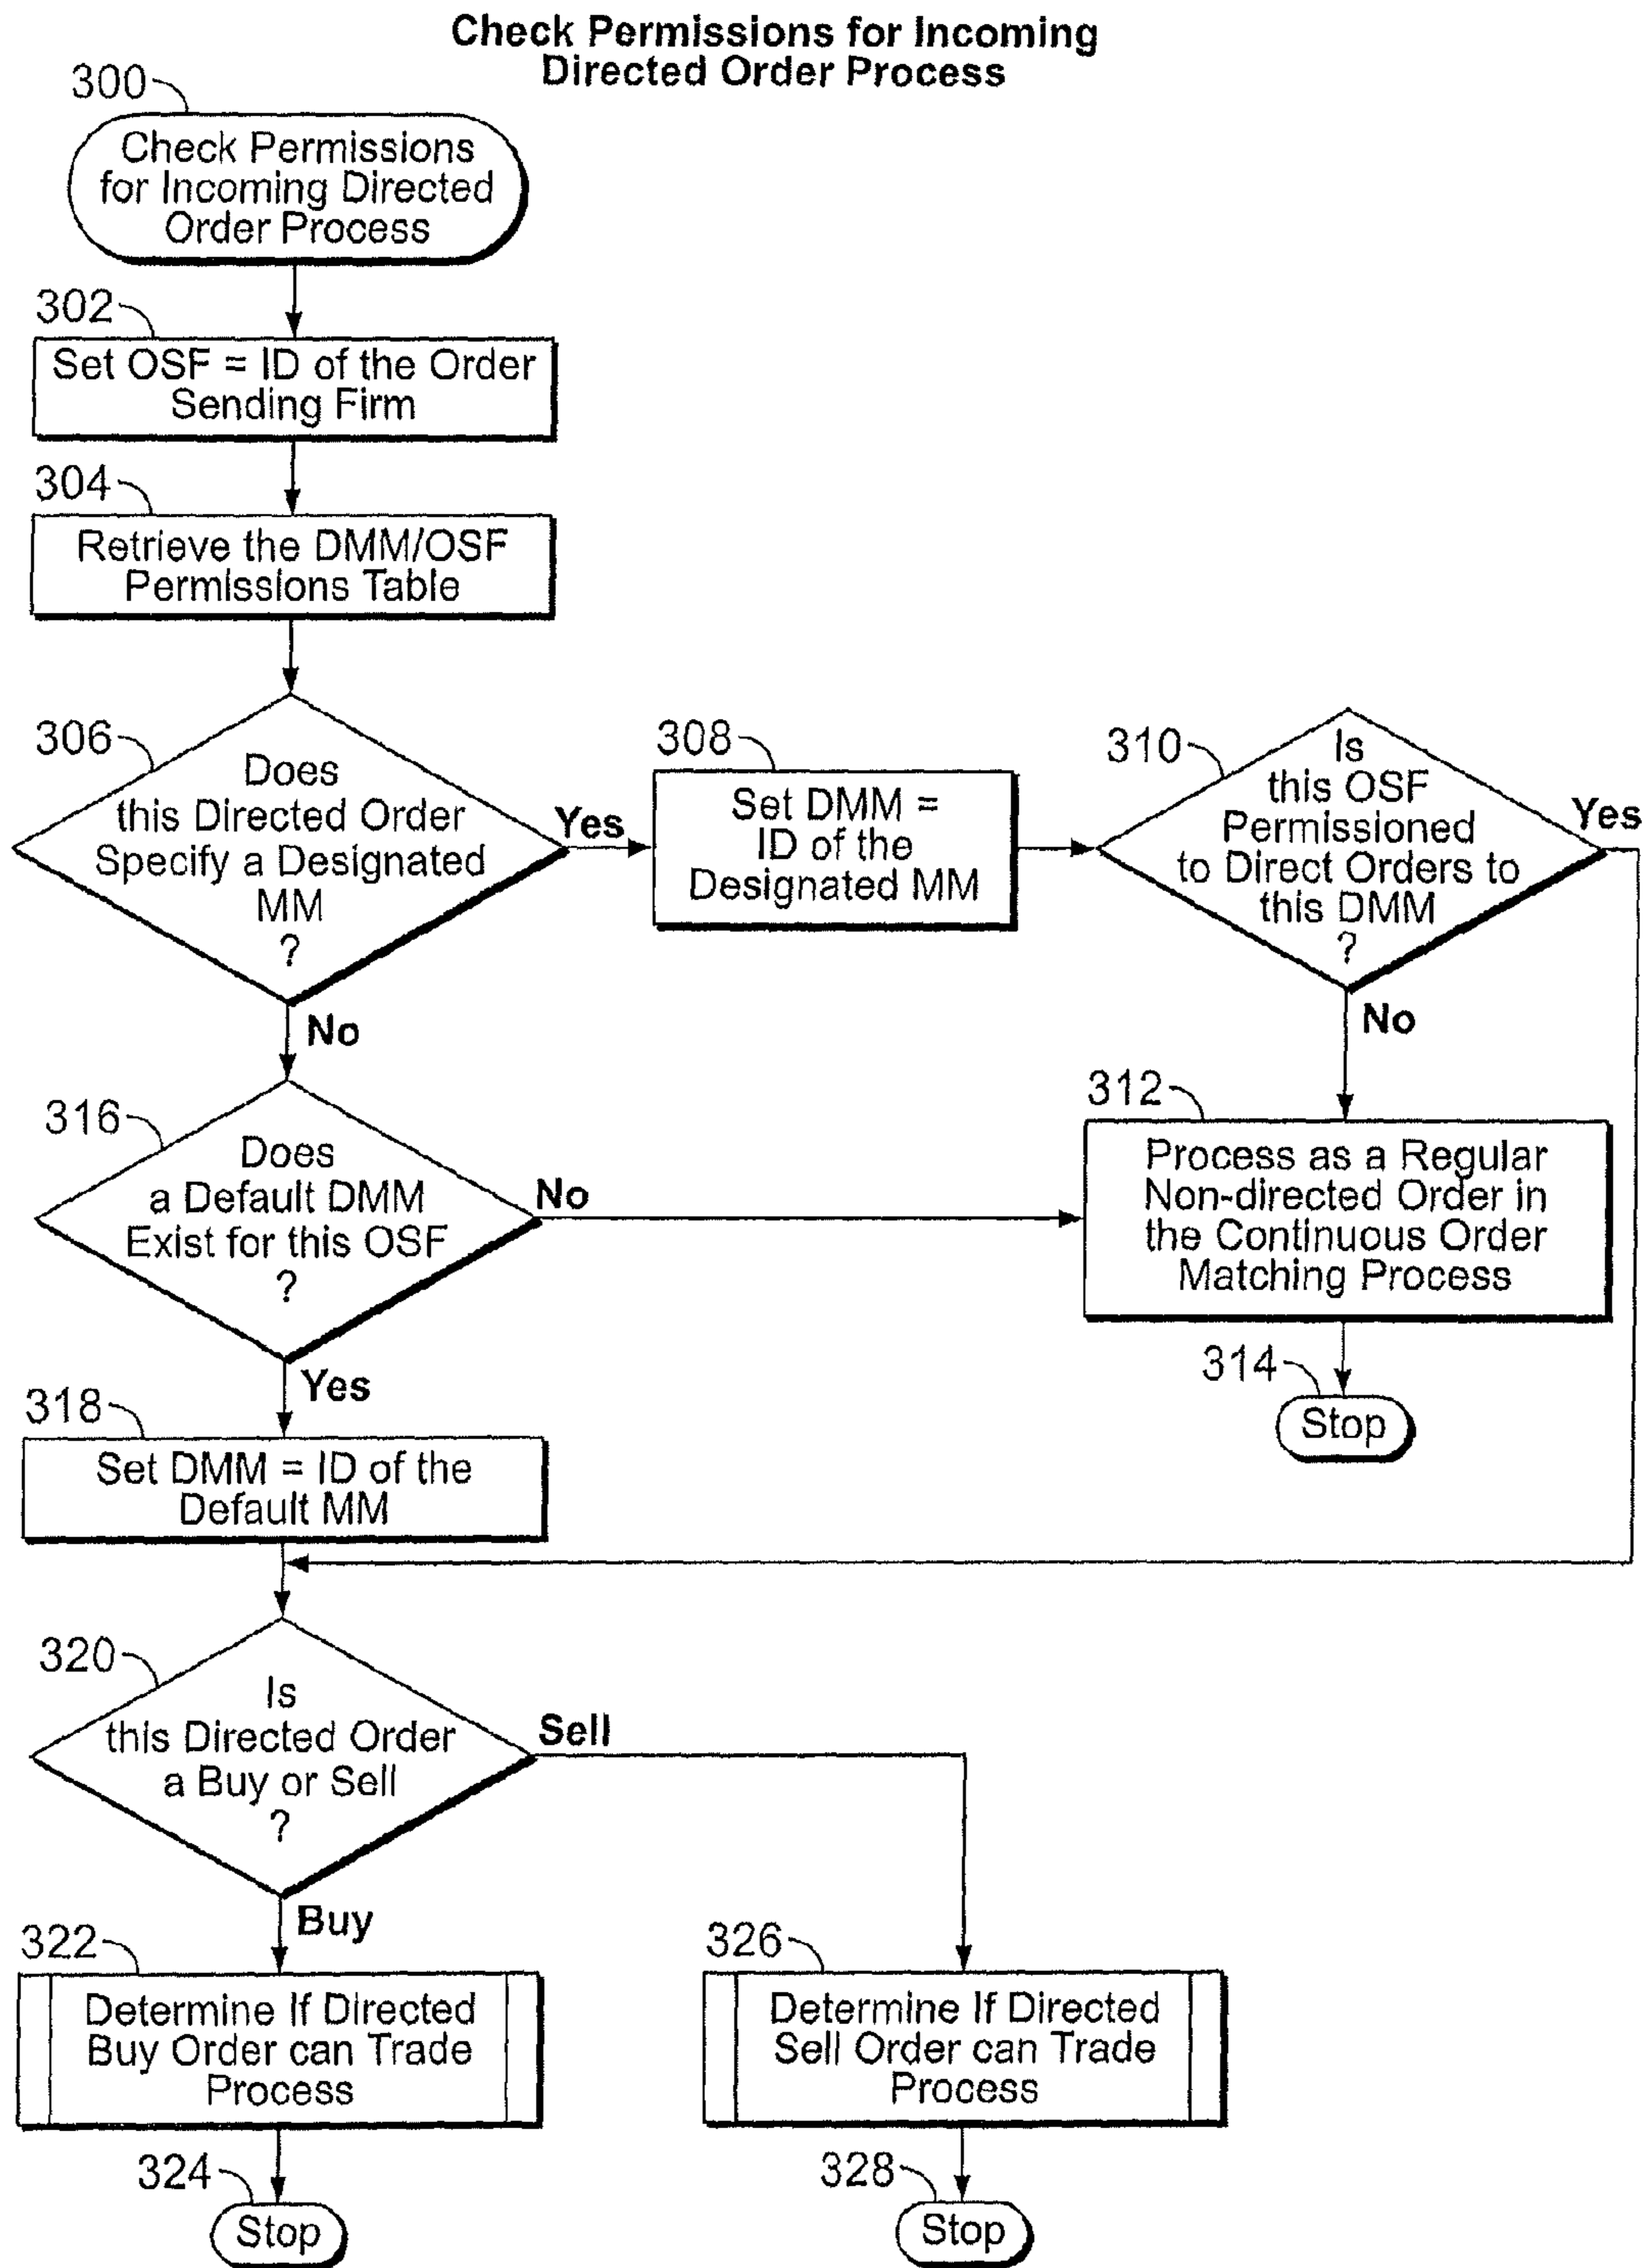 Check Permissions for Incoming
Directed Order Process
300
Check Permissions
for Incoming Directed
Order Process
302
Set OSF = ID of the Order
Sending Firm
304
Retrieve the DMM/OSF
Permissions Table
306
Does
this Directed Order
Specify a Designated
MM
?
Yes
No
308
Set DMM =
ID of the
Designated MM
310
Is
this OSF
Permissioned
to Direct Orders to
this DMM
?
Yes
No
312
Process as a Regular
Non-directed Order in
the Continuous Order
Matching Process
314
Stop
316
Does
a Default DMM
Exist for this OSF
?
No
Yes
318
Set DMM = ID of the
Default MM
320
Is
this Directed Order
a Buy or Sell
?
Sell
Buy
322
Determine If Directed
Buy Order can Trade
Process
324
Stop
326
Determine If Directed
Sell Order can Trade
Process
328
Stop